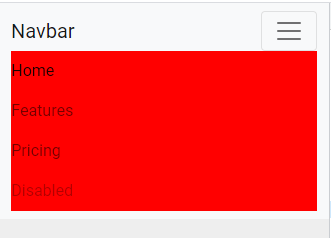 Navbar
Home
Features
Pricing
Disabled